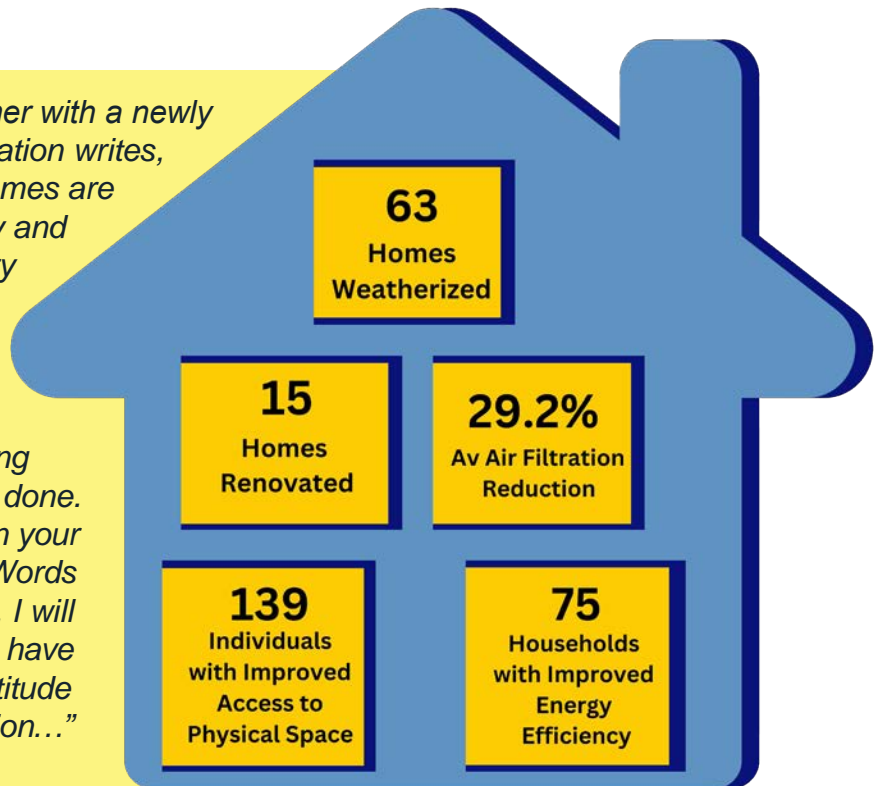 ner with a newly
ation writes,
mes are
y and
ty
ng
done.
n your
Words
I will
have
titude
ion…”
63
Homes
Weatherized
15
Homes
Renovated
29.2%
Av Air Filtration
Reduction
139
Individuals
with Improved
Access to
Physical Space
75
Households
with Improved
Energy
Efficiency